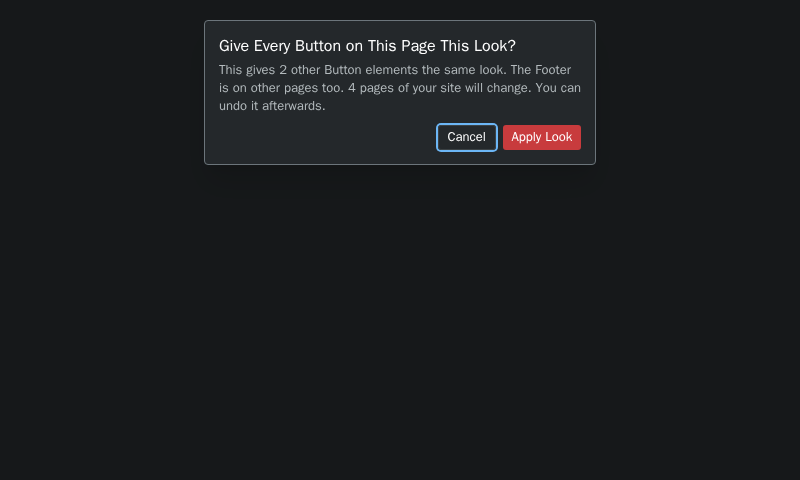 Give Every Button on This Page This Look?
This gives 2 other Button elements the same look. The Footer
is on other pages too. 4 pages of your site will change. You can
undo it afterwards.
Cancel
Apply Look